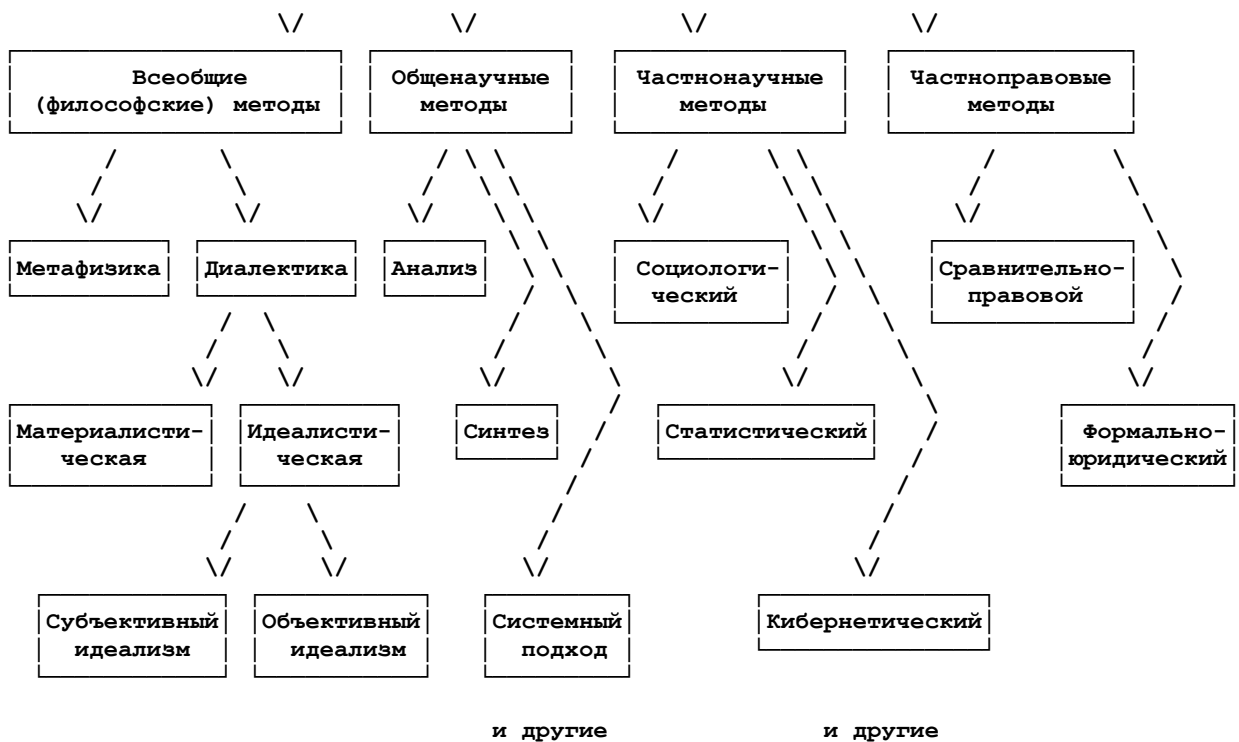 Всеобщие
(философские) методы
Общенаучные
методы
Частнонаучные
методы
Частноправовые
методы
Метафизика
Диалектика
Анализ
Социологи-
ческий
Сравнительно-
правовой
Материалисти-
ческая
Идеалисти-
ческая
Синтез
Статистический
Формально-
юридический
Субъективный
идеализм
Объективный
идеализм
Системный
подход
Кибернетический
и другие
и другие